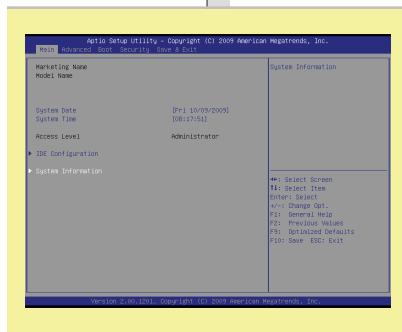 Aptio Setup Utility - Copyright (C) 2009 American Megatrends, Inc.
Main Advanced Boot Security Save & Exit
Marketing Name
Model Name
System Date [Fri 10/09/2009]
System Time [08:17:51]
Access Level Administrator
▶ IDE Configuration
▶ System Information
System Information
→←: Select Screen
↑↓: Select Item
Enter: Select
+/-: Change Opt.
F1: General Help
F2: Previous Values
F9: Optimized Defaults
F10: Save ESC: Exit
Version 2.00.1201. Copyright (C) 2009 American Megatrends, Inc.